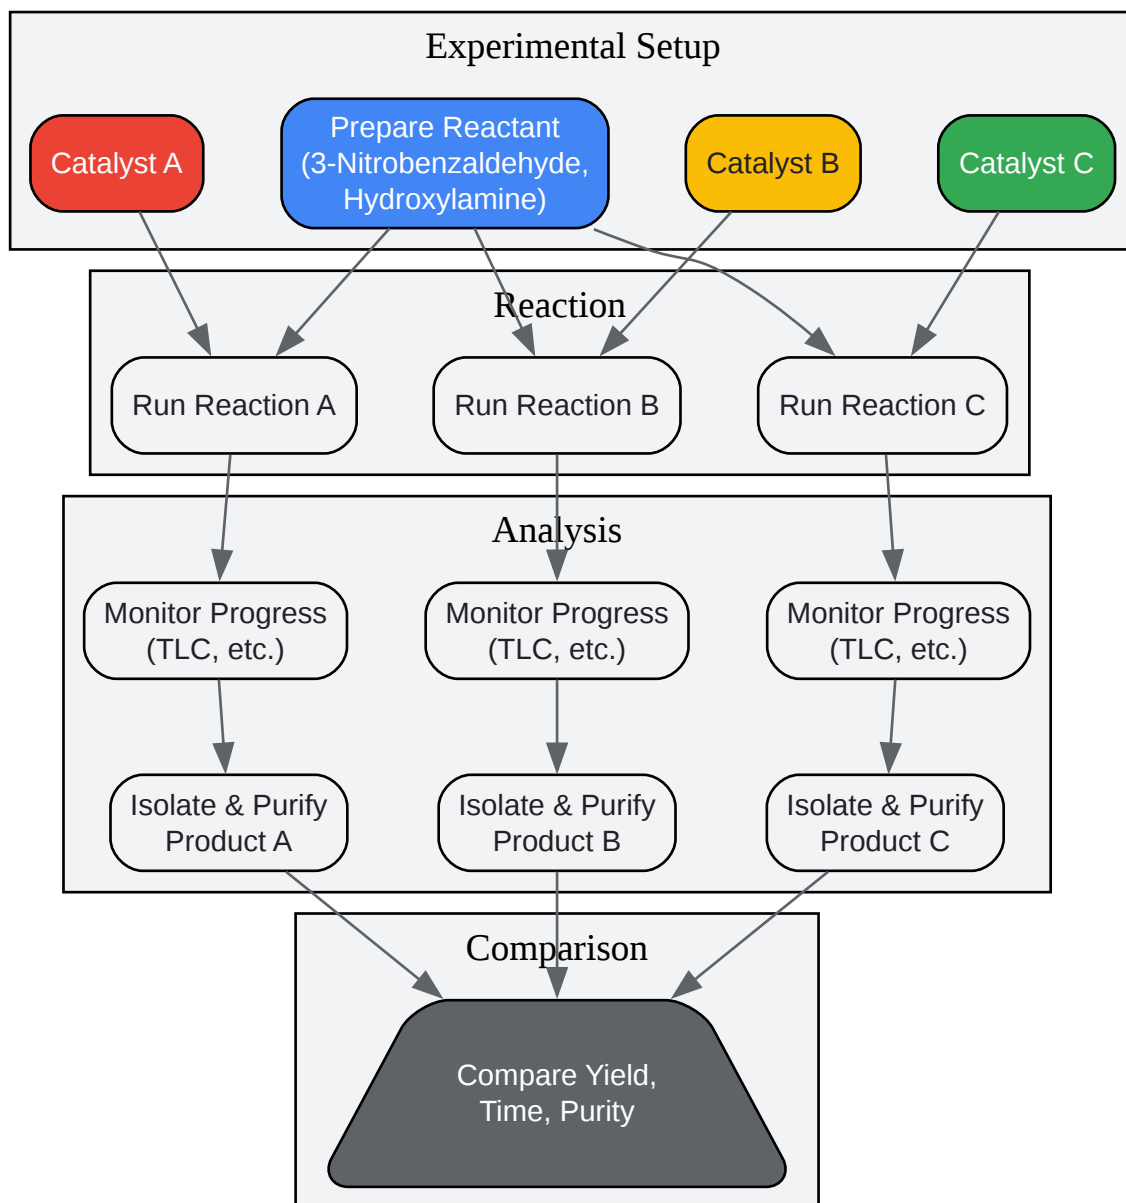 Experimental Setup
Catalyst A
Prepare Reactant
(3-Nitrobenzaldehyde,
Hydroxylamine)
Catalyst B
Catalyst C
Reaction
Run Reaction A
Run Reaction B
Run Reaction C
Analysis
Monitor Progress
(TLC, etc.)
Monitor Progress
(TLC, etc.)
Monitor Progress
(TLC, etc.)
Isolate & Purify
Product A
Isolate & Purify
Product B
Isolate & Purify
Product C
Comparison
Compare Yield,
Time, Purity